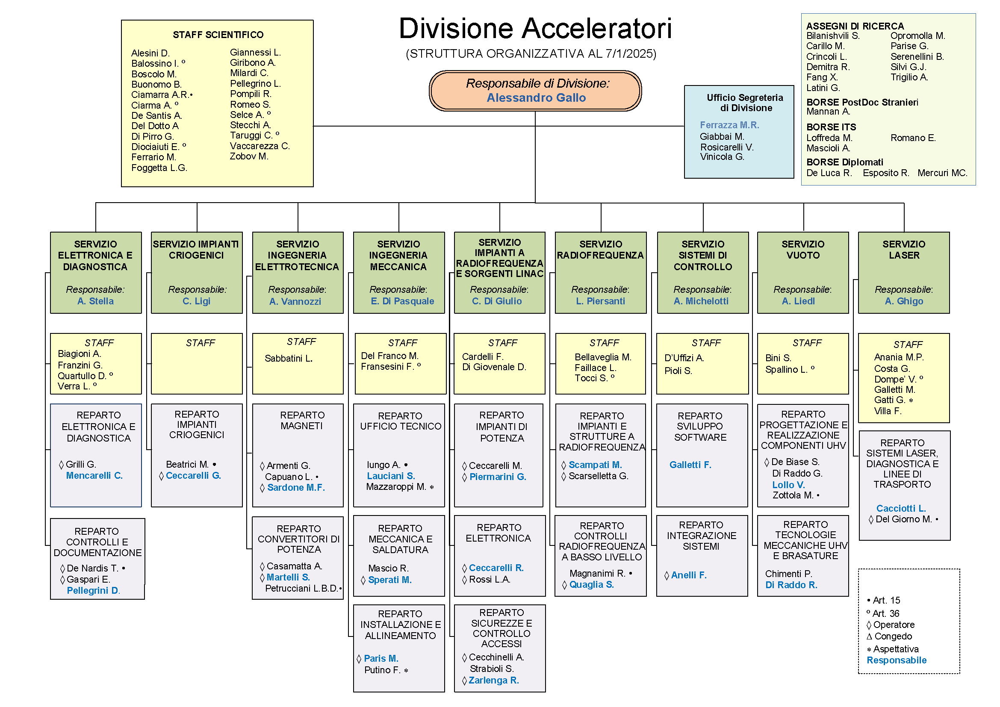 Divisione Acceleratori
(STRUTTURA ORGANIZZATIVA AL 7/1/2025)
Responsabile di Divisione:
Alessandro Gallo
STAFF SCIENTIFICO
Alesini D.
Balossino I. º
Boscolo M.
Buonomo B.
Ciamarra A.R.•
Ciarma A. º
De Santis A.
Del Dotto A
Di Pirro G.
Diociaiuti E. º
Ferrario M.
Foggetta L.G.
Giannessi L.
Giribono A.
Milardi C.
Pellegrino L.
Pompili R.
Romeo S.
Selce A. º
Stecchi A.
Taruggi C. º
Vaccarezza C.
Zobov M.
Ufficio Segreteria
di Divisione
Ferrazza M.R.
Giabbai M.
Rosicarelli V.
Vinicola G.
ASSEGNI DI RICERCA
Bilanishvili S. Opromolla M.
Carillo M. Parise G.
Crincoli L. Serenellini B.
Demitra R. Silvi G.J.
Fang X. Trigilio A.
Latini G.
BORSE PostDoc Stranieri
Mannan A.
BORSE ITS
Loffreda M. Romano E.
Mascioli A.
BORSE Diplomati
De Luca R. Esposito R. Mercuri MC.
SERVIZIO
ELETTRONICA E
DIAGNOSTICA
Responsabile:
A. Stella
STAFF
Biagioni A.
Franzini G.
Quartullo D. º
Verra L. º
REPARTO
ELETTRONICA E
DIAGNOSTICA
◊ Grilli G.
Mencarelli C.
REPARTO
CONTROLLI E
DOCUMENTAZIONE
◊ De Nardis T. •
◊ Gaspari E.
Pellegrini D.
SERVIZIO IMPIANTI
CRIOGENICI
Responsabile:
C. Ligi
STAFF
REPARTO
IMPIANTI
CRIOGENICI
Beatrici M. •
◊ Ceccarelli G.
SERVIZIO
INGEGNERIA
ELETTROTECNICA
Responsabile:
A. Vannozzi
STAFF
Sabbatini L.
REPARTO
MAGNETI
◊ Armenti G.
Capuano L. •
◊ Sardone M.F.
REPARTO
CONVERTITORI DI
POTENZA
◊ Casamatta A.
◊ Martelli S.
Petrucciani L.B.D.•
SERVIZIO
INGEGNERIA
MECCANICA
Responsabile:
E. Di Pasquale
STAFF
Del Franco M.
Fransesini F. º
REPARTO
UFFICIO TECNICO
Iungo A. •
Lauciani S.
Mazzaroppi M. *
REPARTO
MECCANICA E
SALDATURA
Mascio R.
◊ Sperati M.
REPARTO
INSTALLAZIONE E
ALLINEAMENTO
◊ Paris M.
Putino F. *
SERVIZIO
IMPIANTI A
RADIOFREQUENZA
E SORGENTI LINAC
Responsabile:
C. Di Giulio
STAFF
Cardelli F.
Di Giovenale D.
REPARTO
IMPIANTI DI
POTENZA
◊ Ceccarelli M.
◊ Piermarini G.
REPARTO
ELETTRONICA
◊ Ceccarelli R.
◊ Rossi L.A.
REPARTO
SICUREZZE E
CONTROLLO
ACCESSI
◊ Cecchinelli A.
Strabioli S.
◊ Zarlenga R.
SERVIZIO
RADIOFREQUENZA
Responsabile:
L. Piersanti
STAFF
Bellaveglia M.
Faillace L.
Tocci S. º
REPARTO
IMPIANTI E
STRUTTURE A
RADIOFREQUENZA
◊ Scampati M.
◊ Scarselletta G.
REPARTO
CONTROLLI
RADIOFREQUENZA
A BASSO LIVELLO
Magnanimi R. •
◊ Quaglia S.
SERVIZIO
SISTEMI DI
CONTROLLO
Responsabile:
A. Michelotti
STAFF
D'Uffizi A.
Pioli S.
REPARTO
SVILUPPO
SOFTWARE
Galletti F.
REPARTO
INTEGRAZIONE
SISTEMI
◊ Anelli F.
SERVIZIO
VUOTO
Responsabile:
A. Liedl
STAFF
Bini S.
Spallino L. º
REPARTO
PROGETTAZIONE E
REALIZZAZIONE
COMPONENTI UHV
◊ De Biase S.
Di Raddo G.
Lollo V.
Zottola M. •
REPARTO
TECNOLOGIE
MECCANICHE UHV
E BRASATURE
Chimenti P.
Di Raddo R.
SERVIZIO
LASER
Responsabile:
A. Ghigo
STAFF
Anania M.P.
Costa G.
Dompe' V. º
Galletti M.
Gatti G. *
Villa F.
REPARTO
SISTEMI LASER,
DIAGNOSTICA E
LINEE DI
TRASPORTO
Cacciotti L.
◊ Del Giorno M. •
• Art. 15
º Art. 36
◊ Operatore
Δ Congedo
* Aspettativa
Responsabile